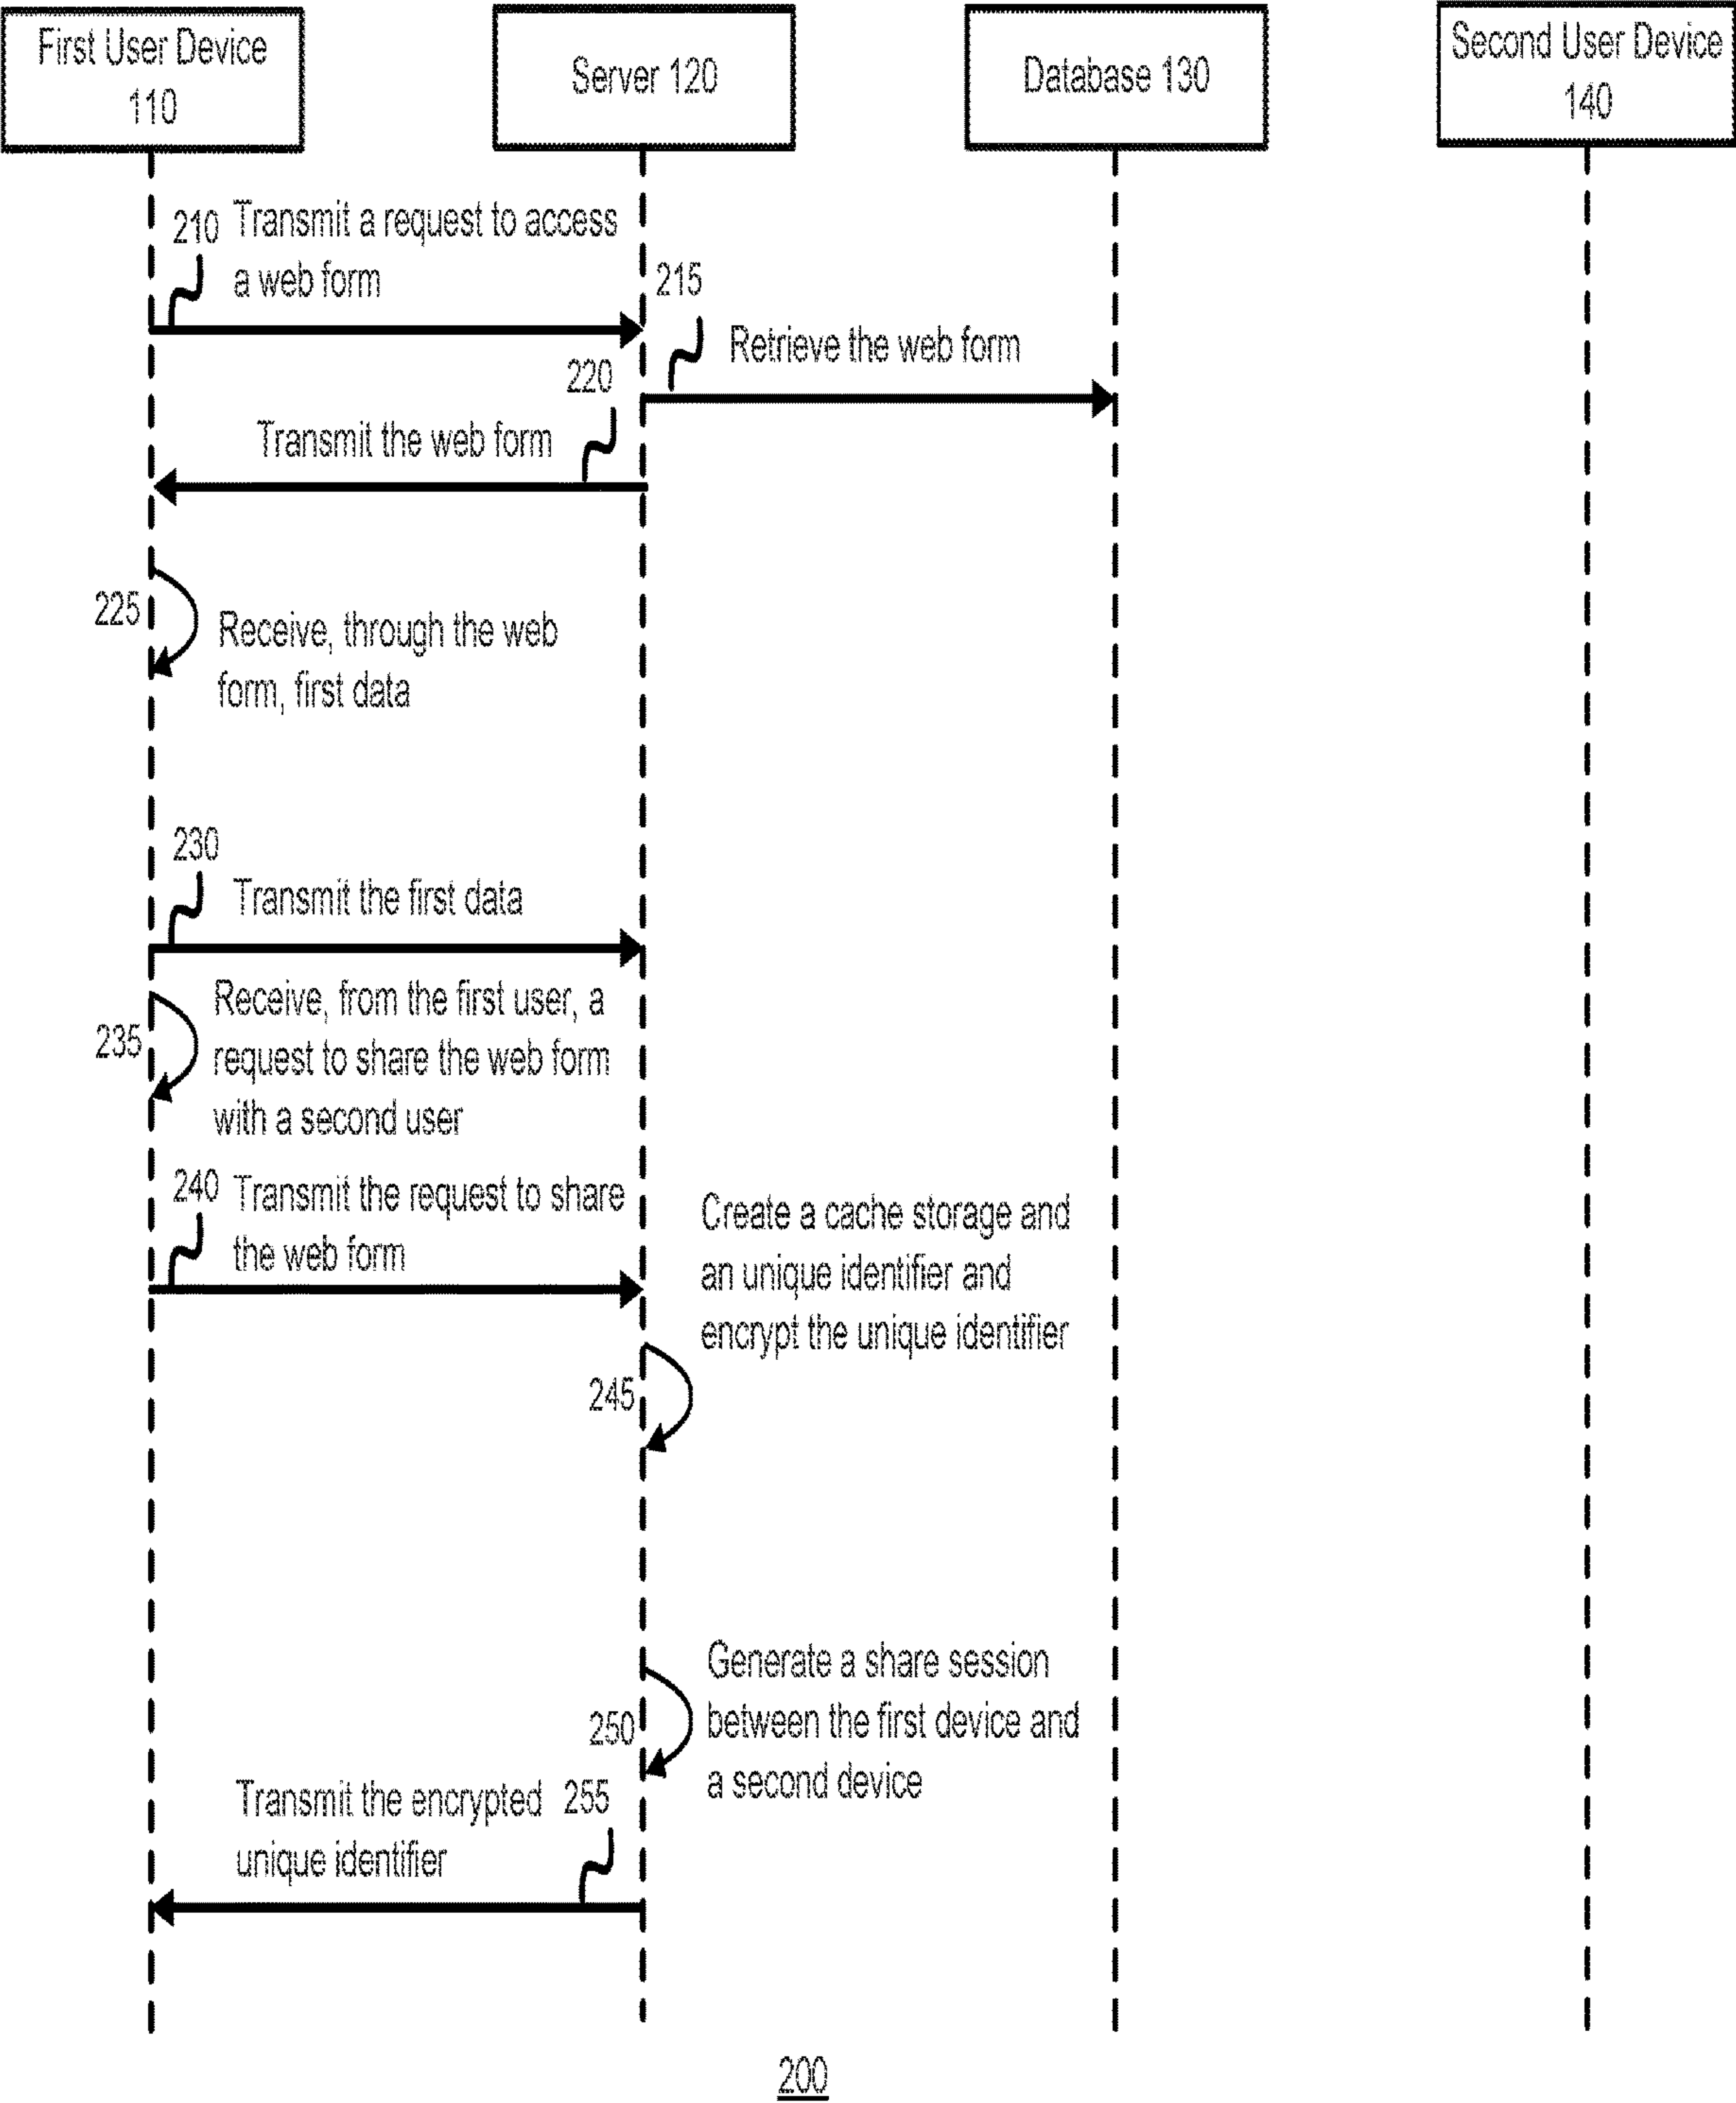 First User Device
110
Server 120
Database 130
Second User Device
140
210
Transmit a request to access
a web form
215
Retrieve the web form
220
Transmit the web form
225
Receive, through the web
form, first data
230
Transmit the first data
235
Receive, from the first user, a
request to share the web form
with a second user
240
Transmit the request to share
the web form
Create a cache storage and
an unique identifier and
encrypt the unique identifier
245
Generate a share session
between the first device and
a second device
250
Transmit the encrypted
unique identifier
255
200